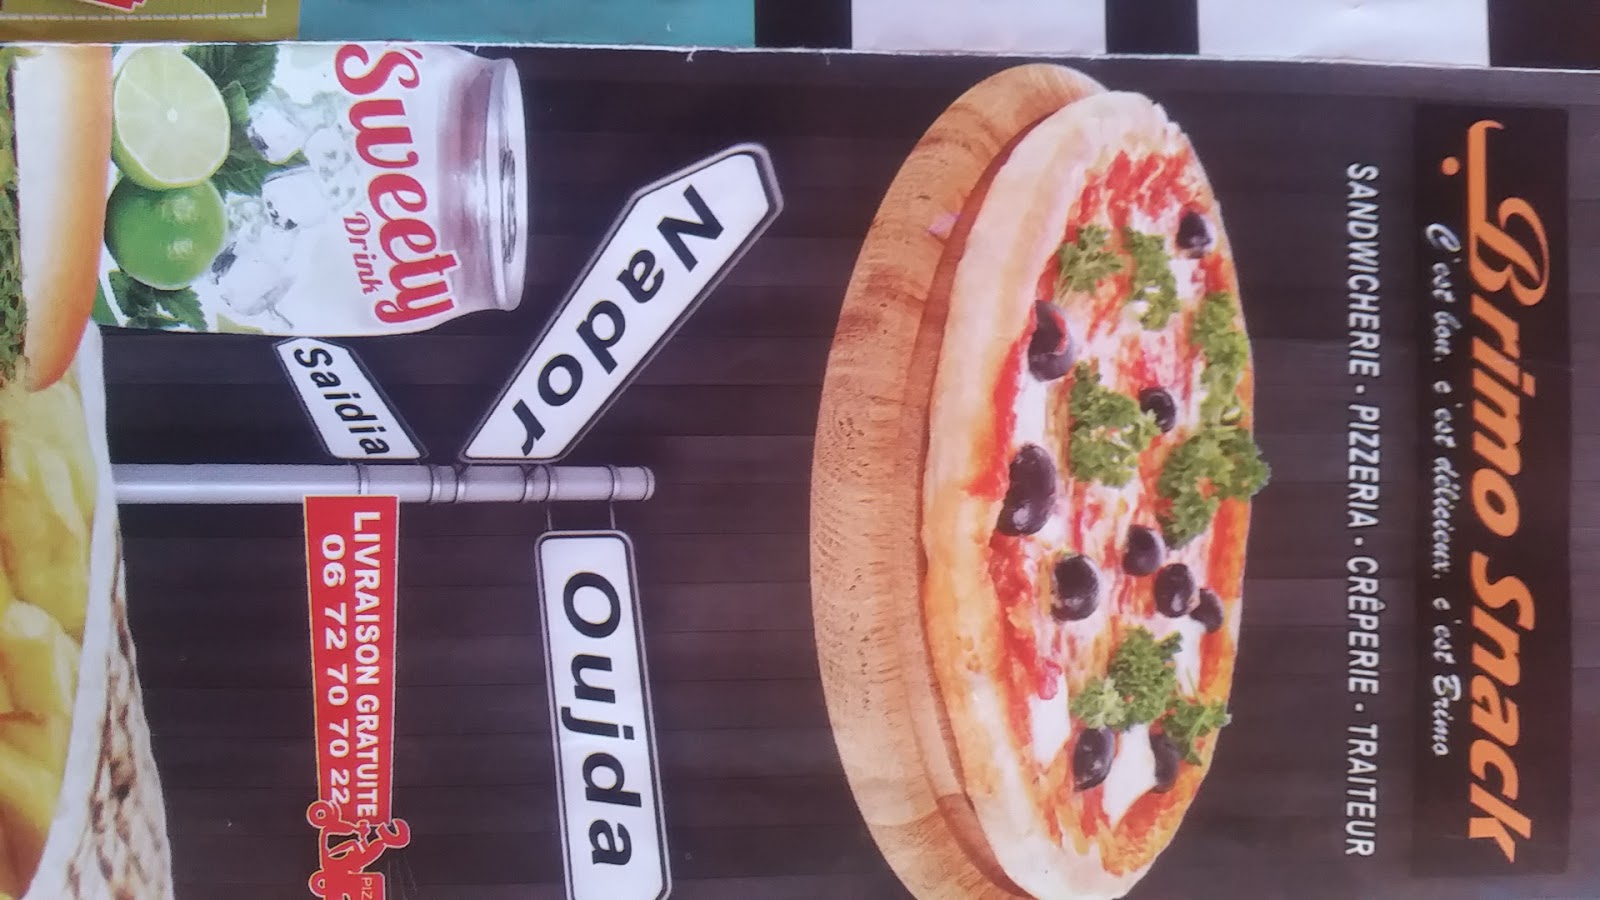 Brimo Snack
C'est bon. c'est délicieux. c'est Brimo
SANDWICHERIE - PIZZERIA - CRÊPERIE - TRAITEUR
Nador
Oujda
Saidia
LIVRAISON GRATUITE
06 72 70 70 22
PIZ
Sweety
Drink